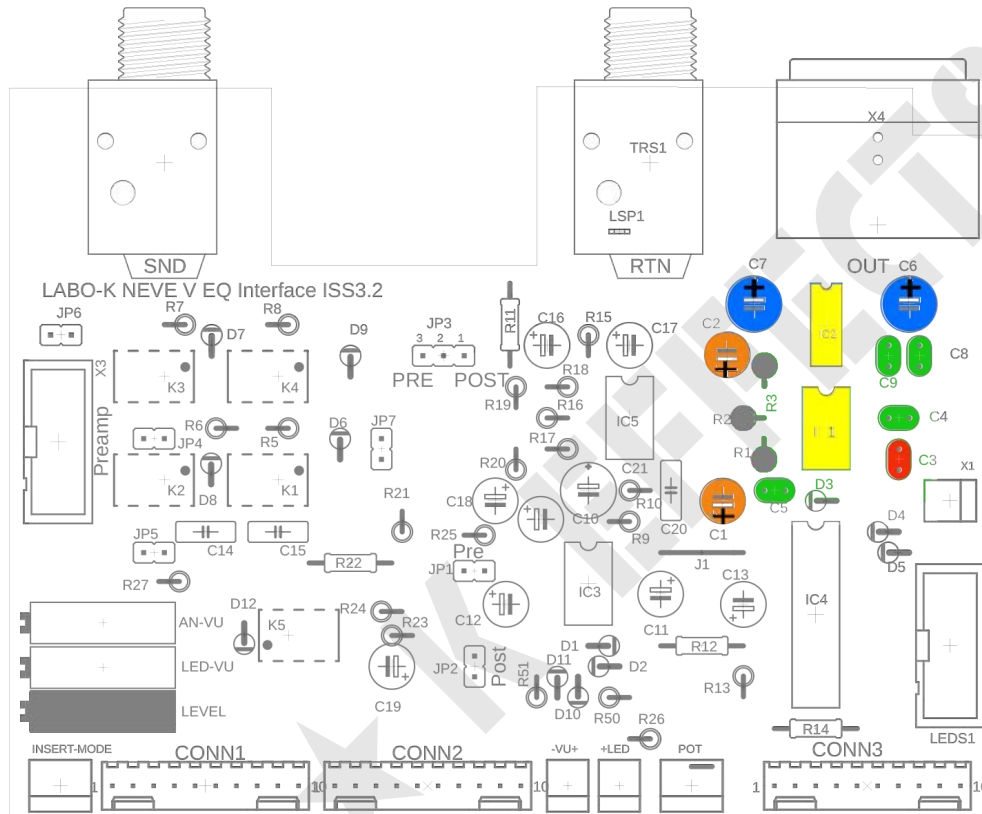 X4
TRS1
LSP1
SND
RTN
OUT
C7
C6
LABO-K NEVE V EQ Interface ISS3.2
R7
R8
JP6
D7
D9
JP3
3 2 1
PRE POST
R11
C16
R15
C17
C2
IC2
C8
C9
X3
K3
K4
R18
R19
R16
IC5
R3
R2
C4
Preamp
R6
R5
D6
JP7
JP4
R17
R1
IC1
C3
X1
K2
K1
D8
R20
C21
R10
C18
C10
C20
C5
D3
R21
C1
D4
C14
C15
R25
R9
D5
JP5
Pre
R22
JP1
J1
R27
C13
IC3
IC4
C12
C11
AN-VU
D12
K5
R24
R23
D1
R12
LED-VU
JP2
Post
D11
D2
R51
R13
LEVEL
C19
D10
R50
R26
R14
LEDS1
INSERT-MODE
CONN1
CONN2
-VU+
+LED
POT
CONN3
1
10
10
1
10
KEFECTS